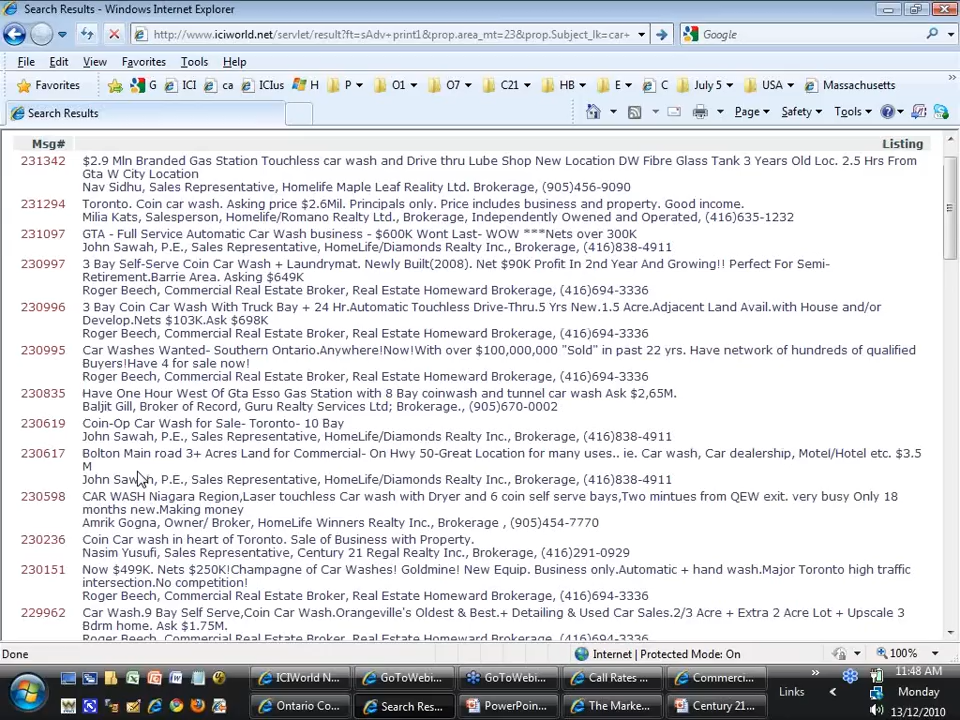 Search Results - Windows Internet Explorer
http://www.iciworld.net/servlet/result?ft=sAdv+print1&prop.area_mt=23&prop.Subject_lk=car+
Google
File Edit View Favorites Tools Help
Favorites G ICI ca ICIus H P O1 O7 C21 HB E C July 5 USA Massachusetts
Search Results
Page Safety Tools
Msg# Listing
231342 $2.9 Mln Branded Gas Station Touchless car wash and Drive thru Lube Shop New Location DW Fibre Glass Tank 3 Years Old Loc. 2.5 Hrs From
Gta W City Location
Nav Sidhu, Sales Representative, Homelife Maple Leaf Reality Ltd. Brokerage, (905)456-9090
231294 Toronto. Coin car wash. Asking price $2.6Mil. Principals only. Price includes business and property. Good income.
Milia Kats, Salesperson, Homelife/Romano Realty Ltd., Brokerage, Independently Owned and Operated, (416)635-1232
231097 GTA - Full Service Automatic Car Wash business - $600K Wont Last- WOW ***Nets over 300K
John Sawah, P.E., Sales Representative, HomeLife/Diamonds Realty Inc., Brokerage, (416)838-4911
230997 3 Bay Self-Serve Coin Car Wash + Laundrymat. Newly Built(2008). Net $90K Profit In 2nd Year And Growing!! Perfect For Semi-
Retirement.Barrie Area. Asking $649K
Roger Beech, Commercial Real Estate Broker, Real Estate Homeward Brokerage, (416)694-3336
230996 3 Bay Coin Car Wash With Truck Bay + 24 Hr.Automatic Touchless Drive-Thru.5 Yrs New.1.5 Acre.Adjacent Land Avail.with House and/or
Develop.Nets $103K.Ask $698K
Roger Beech, Commercial Real Estate Broker, Real Estate Homeward Brokerage, (416)694-3336
230995 Car Washes Wanted- Southern Ontario.Anywhere!Now!With over $100,000,000 "Sold" in past 22 yrs. Have network of hundreds of qualified
Buyers!Have 4 for sale now!
Roger Beech, Commercial Real Estate Broker, Real Estate Homeward Brokerage, (416)694-3336
230835 Have One Hour West Of Gta Esso Gas Station with 8 Bay coinwash and tunnel car wash Ask $2,65M.
Baljit Gill, Broker of Record, Guru Realty Services Ltd; Brokerage., (905)670-0002
230619 Coin-Op Car Wash for Sale- Toronto- 10 Bay
John Sawah, P.E., Sales Representative, HomeLife/Diamonds Realty Inc., Brokerage, (416)838-4911
230617 Bolton Main road 3+ Acres Land for Commercial- On Hwy 50-Great Location for many uses.. ie. Car wash, Car dealership, Motel/Hotel etc. $3.5
M
John Sawah, P.E., Sales Representative, HomeLife/Diamonds Realty Inc., Brokerage, (416)838-4911
230598 CAR WASH Niagara Region,Laser touchless Car wash with Dryer and 6 coin self serve bays,Two mintues from QEW exit. very busy Only 18
months new.Making money
Amrik Gogna, Owner/ Broker, HomeLife Winners Realty Inc., Brokerage , (905)454-7770
230236 Coin Car wash in heart of Toronto. Sale of Business with Property.
Nasim Yusufi, Sales Representative, Century 21 Regal Realty Inc., Brokerage, (416)291-0929
230151 Now $499K. Nets $250K!Champagne of Car Washes! Goldmine! New Equip. Business only.Automatic + hand wash.Major Toronto high traffic
intersection.No competition!
Roger Beech, Commercial Real Estate Broker, Real Estate Homeward Brokerage, (416)694-3336
229962 Car Wash.9 Bay Self Serve,Coin Car Wash.Orangeville's Oldest & Best.+ Detailing & Used Car Sales.2/3 Acre + Extra 2 Acre Lot + Upscale 3
Bdrm home. Ask $1.75M.
Roger Beech, Commercial Real Estate Broker, Real Estate Homeward Brokerage, (416)694-3336
Done Internet | Protected Mode: On 100%
ICIWorld N... GoToWebi... GoToWebi... Call Rates ... Commerci... 11:48 AM
Links Monday
Ontario Co... Search Res... PowerPoin... The Marke... Century 21... 13/12/2010